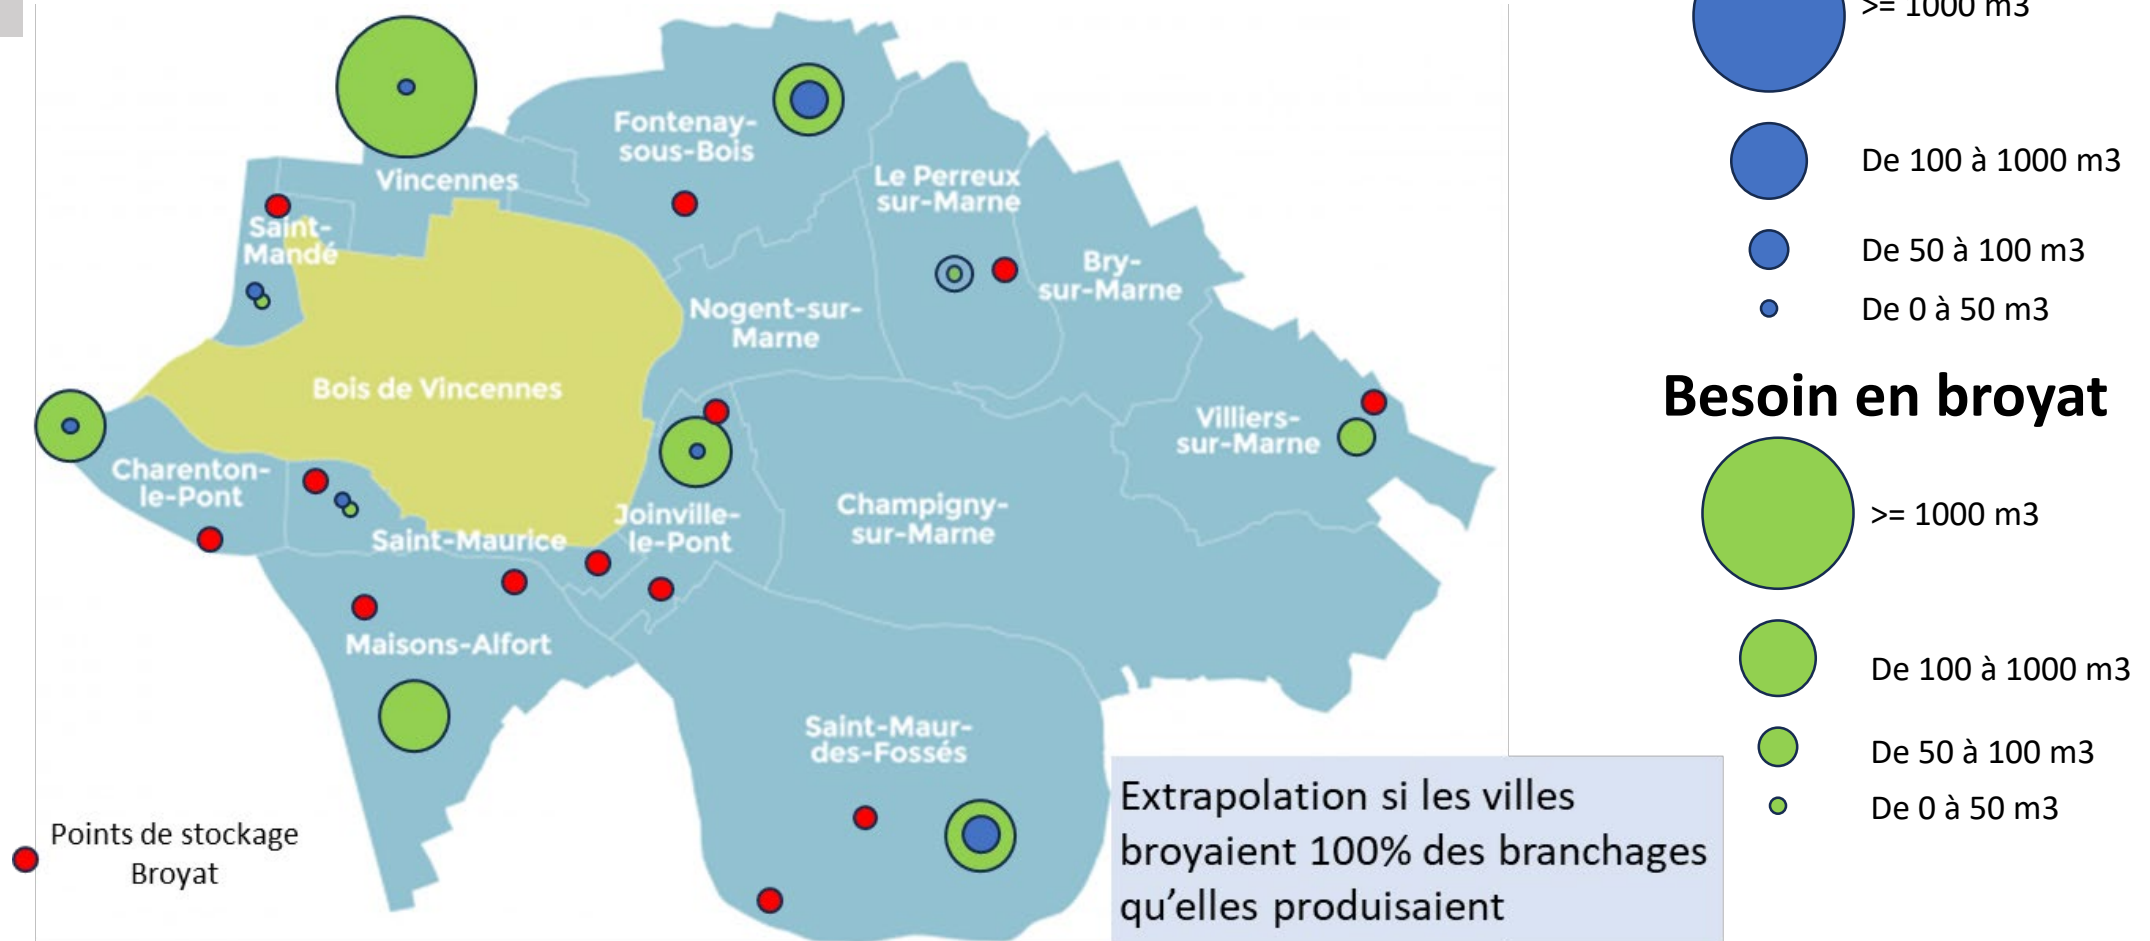 >= 1000 m3
De 100 à 1000 m3
De 50 à 100 m3
De 0 à 50 m3
Besoin en broyat
>= 1000 m3
De 100 à 1000 m3
De 50 à 100 m3
De 0 à 50 m3
Fontenay-
sous-Bois
Vincennes
Le Perreux
sur-Marne
Saint-
Mandé
Bry-
sur-Marne
Nogent-sur-
Marne
Bois de Vincennes
Villiers-
sur-Marne
Charenton-
le-Pont
Champigny-
sur-Marne
Joinville-
le-Pont
Saint-Maurice
Maisons-Alfort
Saint-Maur-
des-Fossés
Points de stockage
Broyat
Extrapolation si les villes
broyaient 100% des branchages
qu’elles produisaient